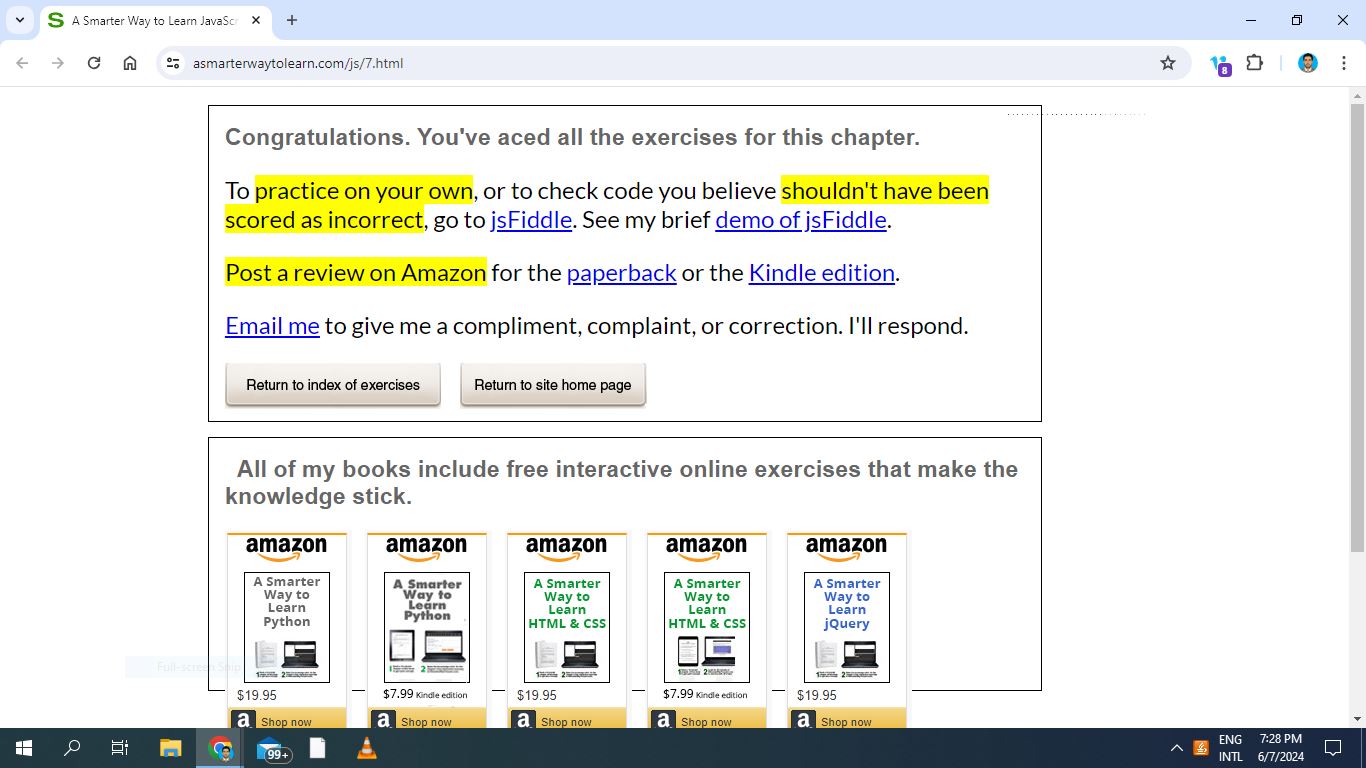 A Smarter Way to Learn JavaScr
asmarterwaytolearn.com/js/7.html
8
Congratulations. You've aced all the exercises for this chapter.
To practice on your own, or to check code you believe shouldn't have been
scored as incorrect, go to jsFiddle. See my brief demo of jsFiddle.
Post a review on Amazon for the paperback or the Kindle edition.
Email me to give me a compliment, complaint, or correction. I'll respond.
Return to index of exercises Return to site home page
All of my books include free interactive online exercises that make the
knowledge stick.
amazon amazon amazon amazon amazon
A Smarter Way to Learn Python
A Smarter Way to Learn Python
A Smarter Way to Learn HTML & CSS
A Smarter Way to Learn HTML & CSS
A Smarter Way to Learn jQuery
Full-screen Snip
$19.95 $7.99 Kindle edition $19.95 $7.99 Kindle edition $19.95
a Shop now a Shop now a Shop now a Shop now a Shop now
99+
ENG
INTL
7:28 PM
6/7/2024